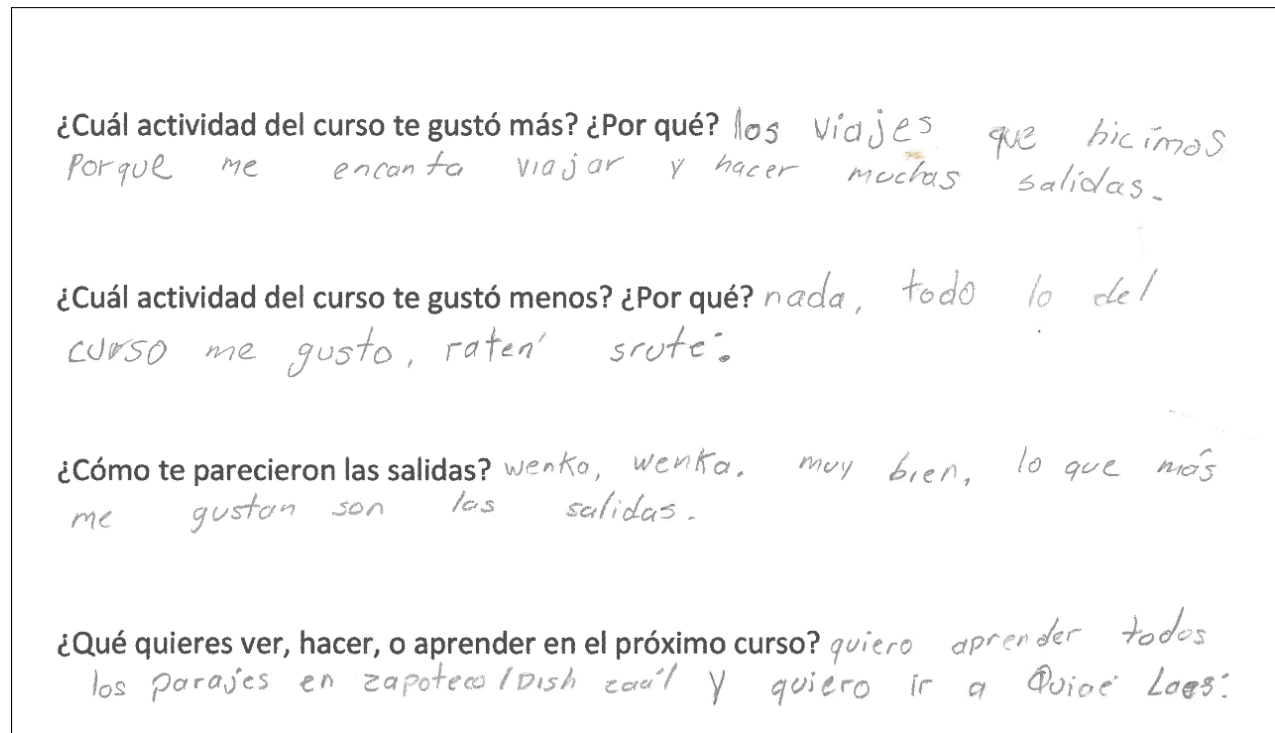 ¿Cuál actividad del curso te gustó más? ¿Por qué? los viajes que hicimos
Porque me encanta viajar y hacer muchas salidas.
¿Cuál actividad del curso te gustó menos? ¿Por qué? nada, todo lo del
curso me gusto, raten' srute:
¿Cómo te parecieron las salidas? wenka, wenka. muy bien, lo que más
me gustan son las salidas.
¿Qué quieres ver, hacer, o aprender en el próximo curso? quiero aprender todos
los parajes en zapoteco / Dish zaa'l y quiero ir a